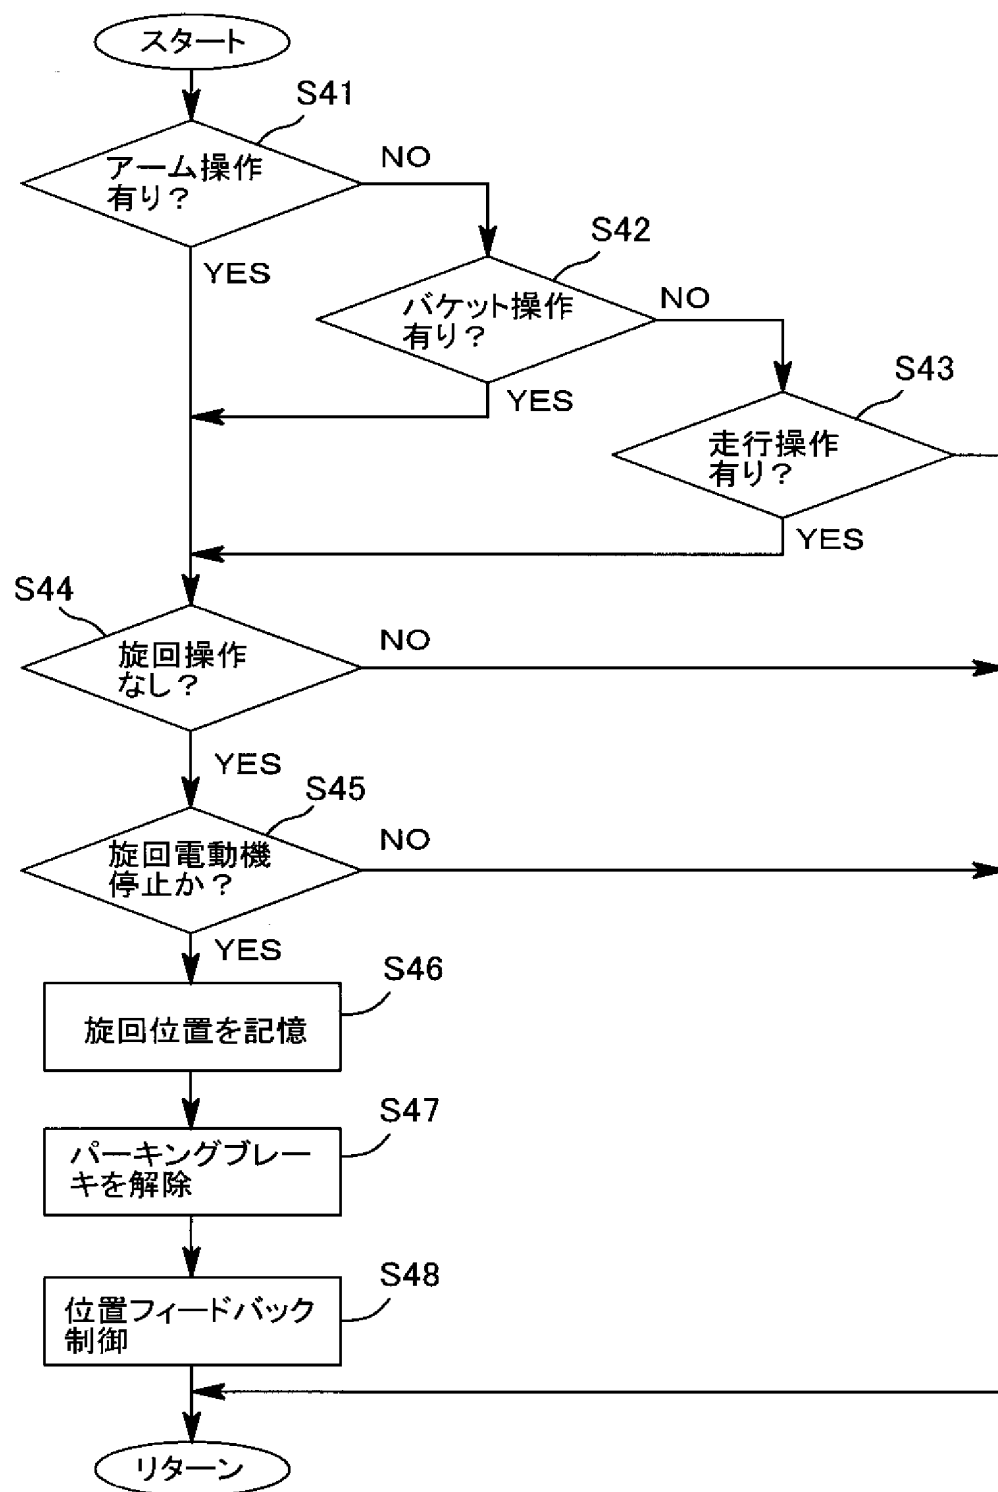 スタート
S41
アーム操作
有り?
NO
YES
S42
バケット操作
有り?
NO
YES
S43
走行操作
有り?
YES
S44
旋回操作
なし?
NO
YES
S45
旋回電動機
停止か?
NO
YES
S46
旋回位置を記憶
S47
パーキングブレー
キを解除
S48
位置フィードバック
制御
リターン